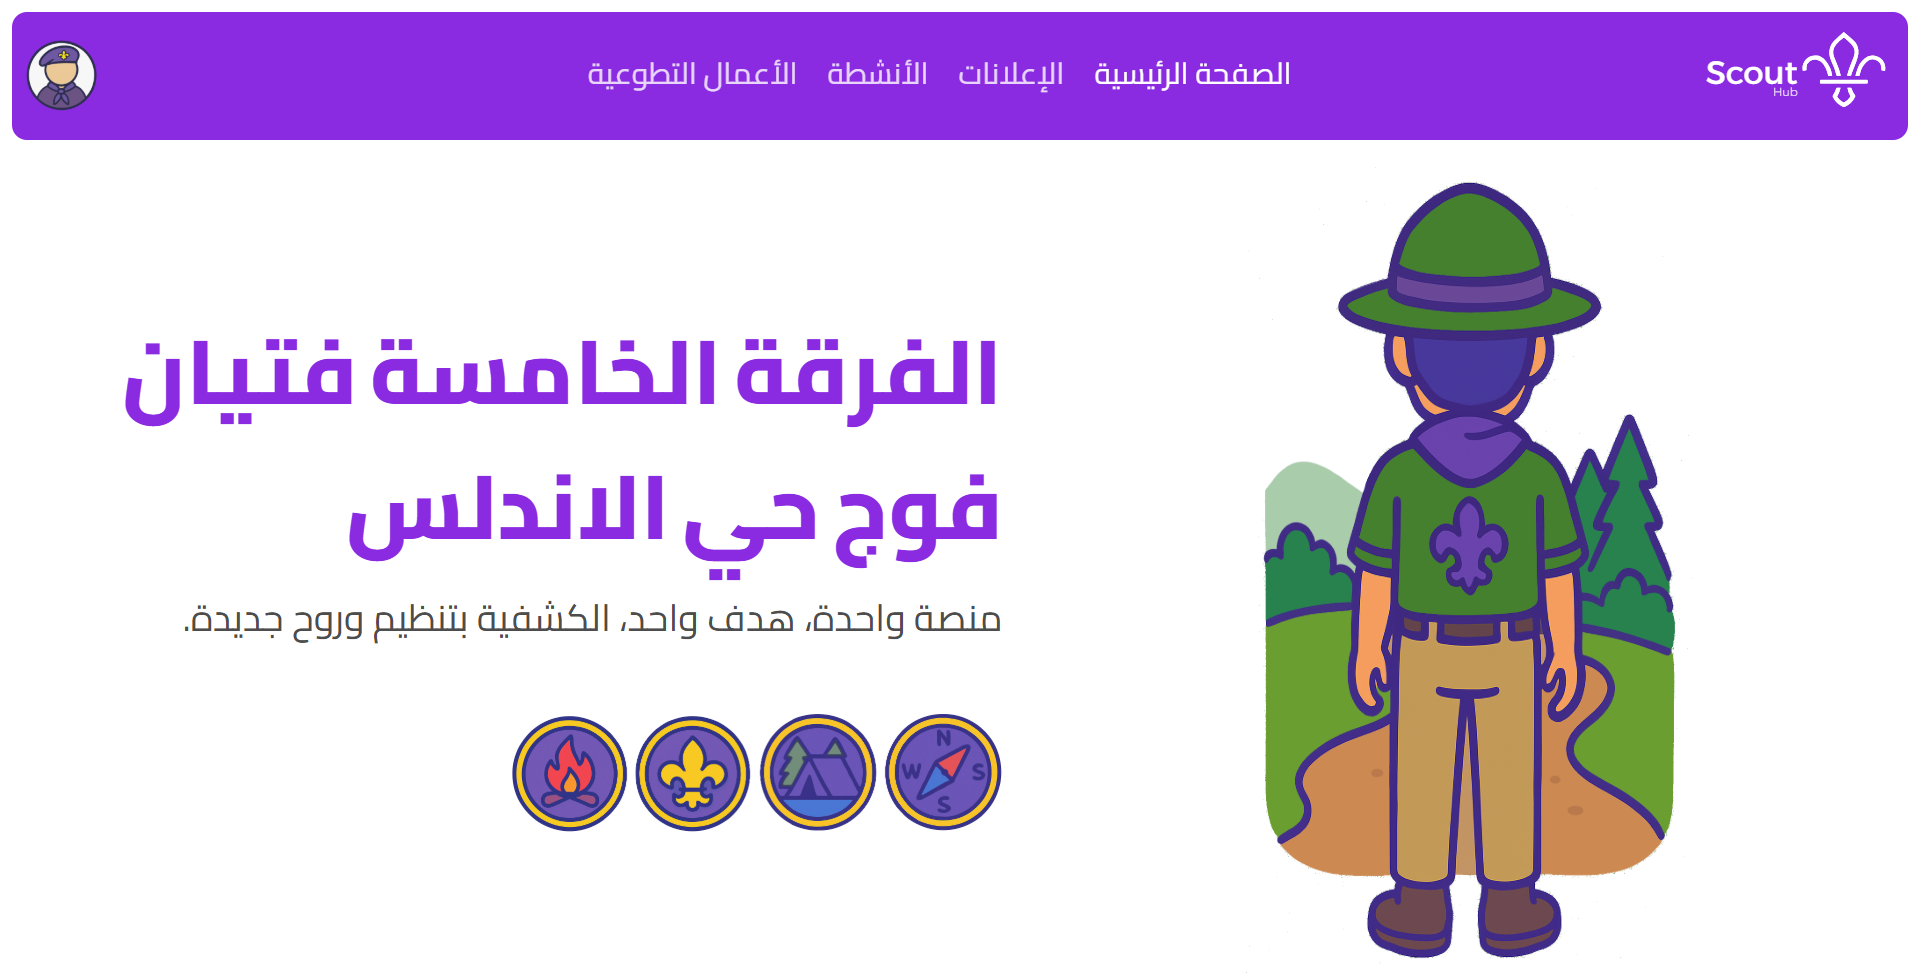 Scout
Hub
الصفحة الرئيسية
الإعلانات
الأنشطة
الأعمال التطوعية
الفرقة الخامسة فتيان
فوج حي الاندلس
منصة واحدة، هدف واحد، الكشفية بتنظيم وروح جديدة.
N
W S
S